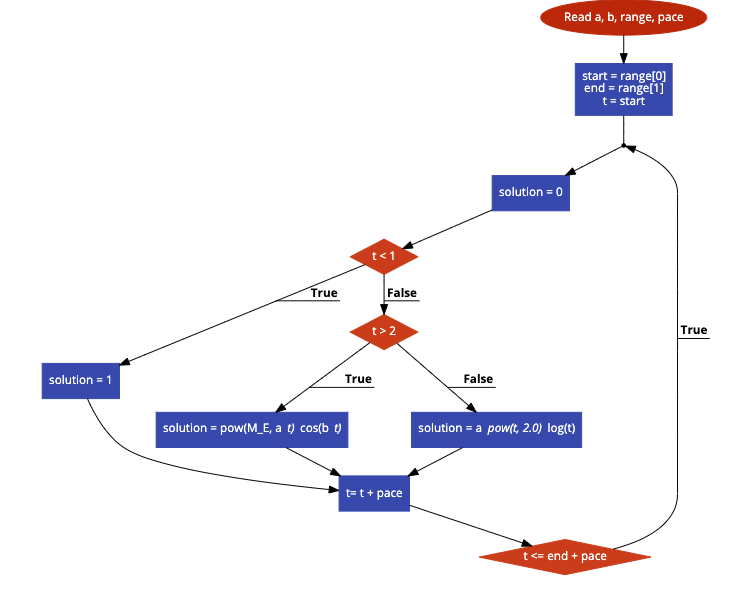 Read a, b, range, pace
start = range[0]
end = range[1]
t = start
solution = 0
t < 1
True
False
t > 2
True
solution = 1
True
False
solution = pow(M_E, a t) cos(b t)
solution = a pow(t, 2.0) log(t)
t= t + pace
t <= end + pace